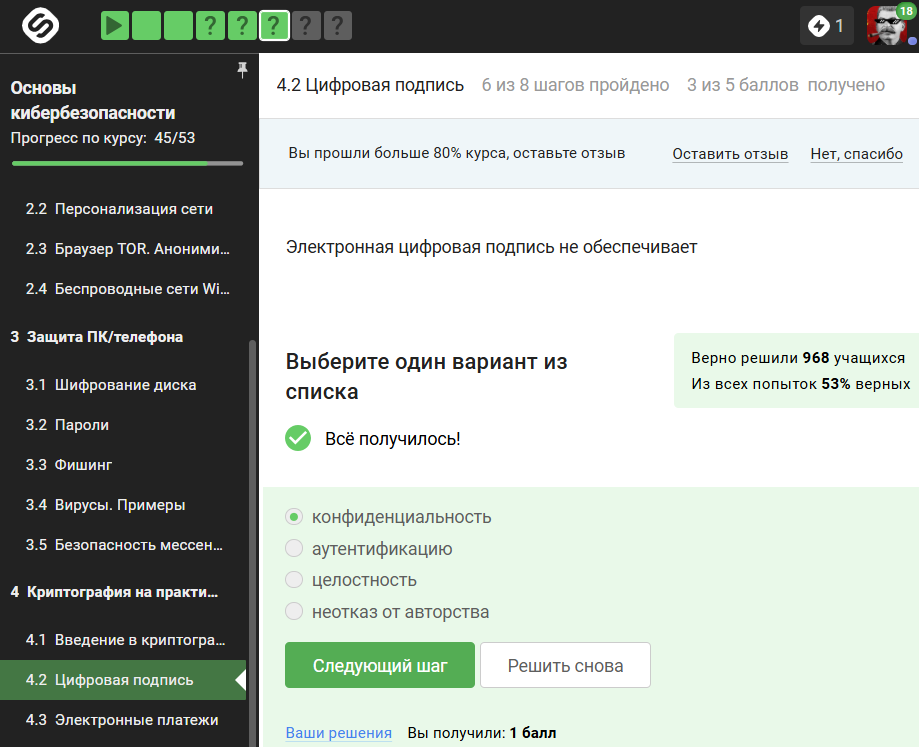 ? ? ? ? ?
1
18
Основы
кибербезопасности
Прогресс по курсу: 45/53
2.2 Персонализация сети
2.3 Браузер TOR. Аноними...
2.4 Беспроводные сети Wi...
3 Защита ПК/телефона
3.1 Шифрование диска
3.2 Пароли
3.3 Фишинг
3.4 Вирусы. Примеры
3.5 Безопасность мессен...
4 Криптография на практи...
4.1 Введение в криптогра...
4.2 Цифровая подпись
4.3 Электронные платежи
4.2 Цифровая подпись 6 из 8 шагов пройдено 3 из 5 баллов получено
Вы прошли больше 80% курса, оставьте отзыв Оставить отзыв Нет, спасибо
Электронная цифровая подпись не обеспечивает
Выберите один вариант из
списка
Верно решили 968 учащихся
Из всех попыток 53% верных
Всё получилось!
конфиденциальность
аутентификацию
целостность
неотказ от авторства
Следующий шаг Решить снова
Ваши решения Вы получили: 1 балл